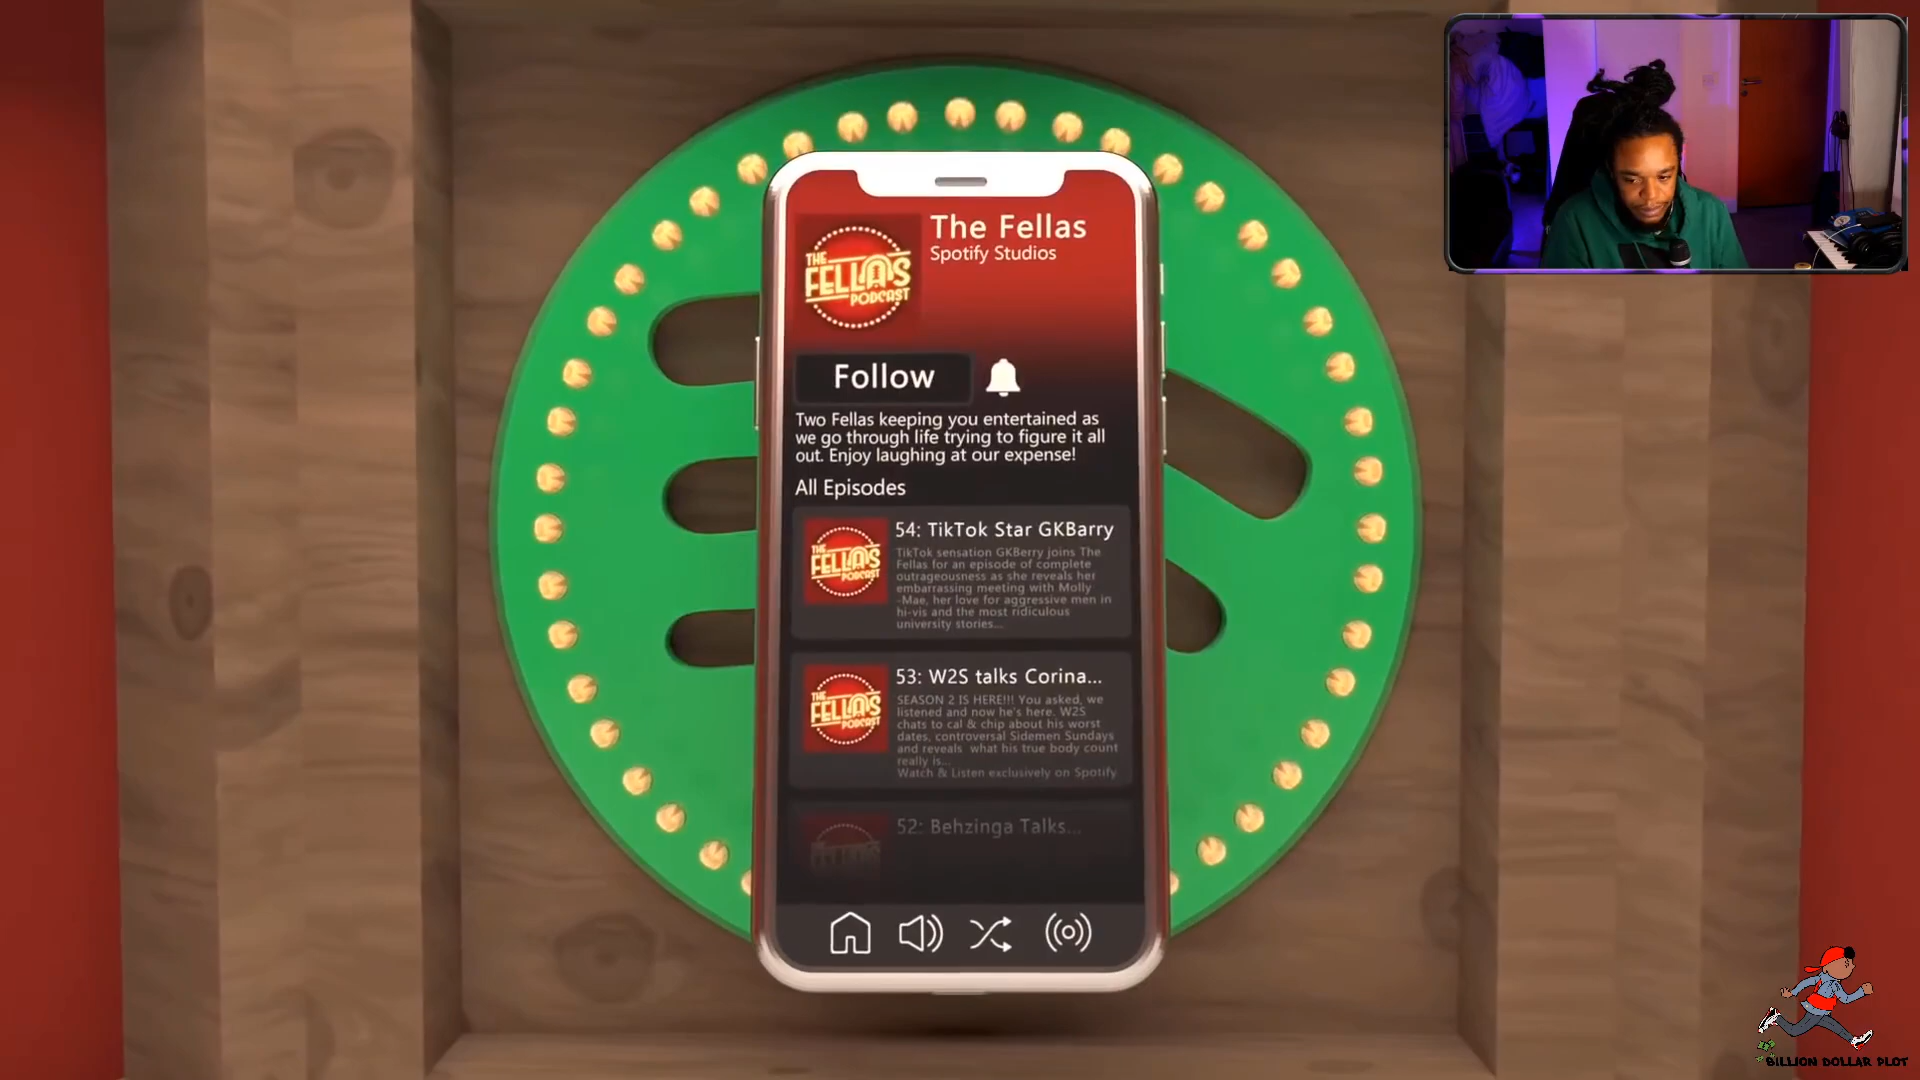 The Fellas
Spotify Studios
THE
FELLAS
PODCAST
Follow
Two Fellas keeping you entertained as
we go through life trying to figure it all
out. Enjoy laughing at our expense!
All Episodes
54: TikTok Star GKBarry
TikTok sensation GKBerry joins The
Fellas for an episode of complete
outrageousness as she reveals her
embarrassing meeting with Molly
-Mae, her love for aggressive men in
hi-vis and the most ridiculous
university stories...
THE
FELLAS
PODCAST
53: W2S talks Corina...
SEASON 2 IS HERE!!! You asked, we
listened and now he's here. W2S
chats to cal & chip about his worst
dates, controversial Sidemen Sundays
and reveals what his true body count
really is...
Watch & Listen exclusively on Spotify
THE
FELLAS
PODCAST
52: Behzinga Talks...
BILLION DOLLAR PLOT